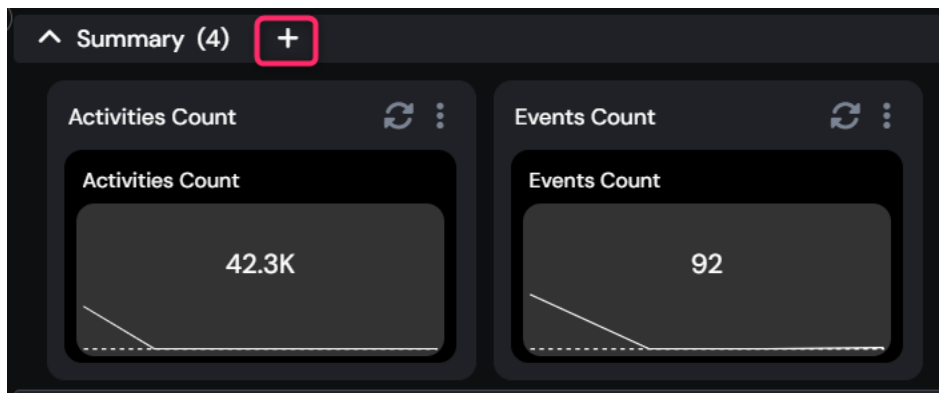 Summary (4) +
Activities Count
Events Count
Activities Count
Events Count
42.3K
92